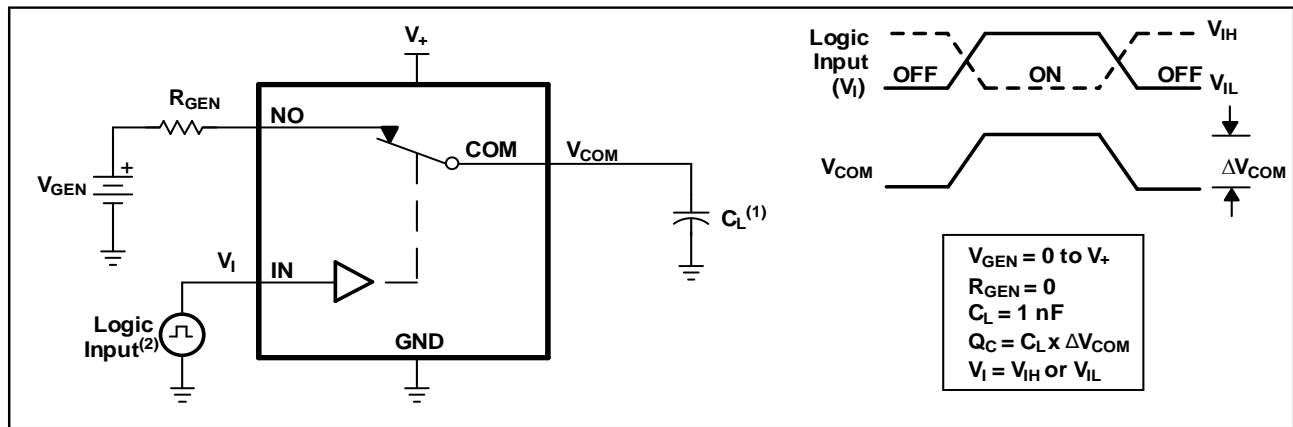 V+
RGEN
NO
COM
VCOM
VGEN
+
CL(1)
VI
IN
Logic
Input(2)
GND
Logic
Input
(VI)
OFF
ON
OFF
VIH
VIL
VCOM
ΔVCOM
VGEN = 0 to V+
RGEN = 0
CL = 1 nF
QC = CL x ΔVCOM
VI = VIH or VIL